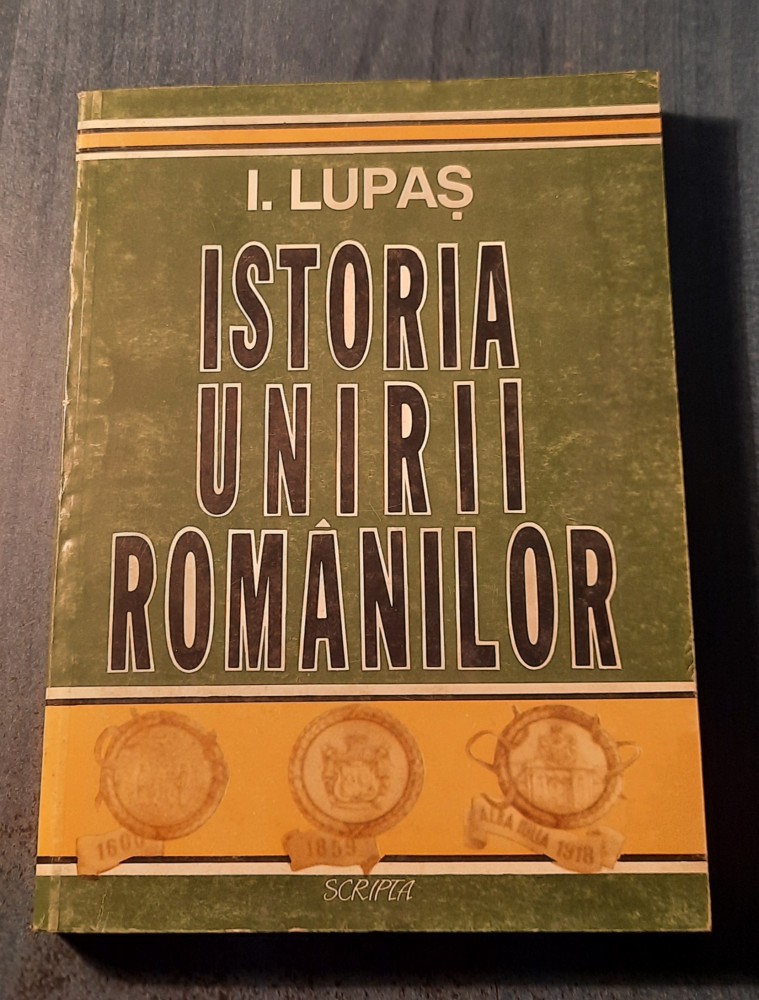 I. LUPAȘ
ISTORIA
UNIRII
ROMÂNILOR
1600
1859
ALBA IULIA 1918
SCRIPTA